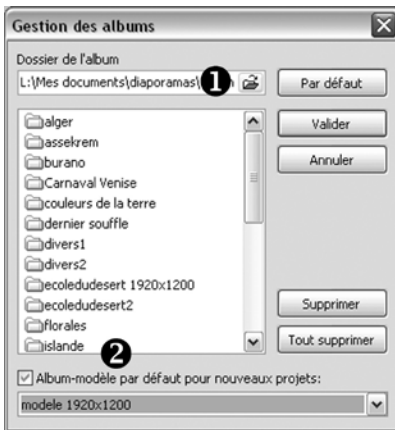 Gestion des albums
Dossier de l'album
L:\Mes documents\diaporamas\
1
Par défaut
Valider
Annuler
alger
assekrem
burano
Carnaval Venise
couleurs de la terre
dernier souffle
divers1
divers2
ecoledudesert 1920x1200
ecoledudesert2
florales
islande
Supprimer
Tout supprimer
2
Album-modèle par défaut pour nouveaux projets:
modele 1920x1200